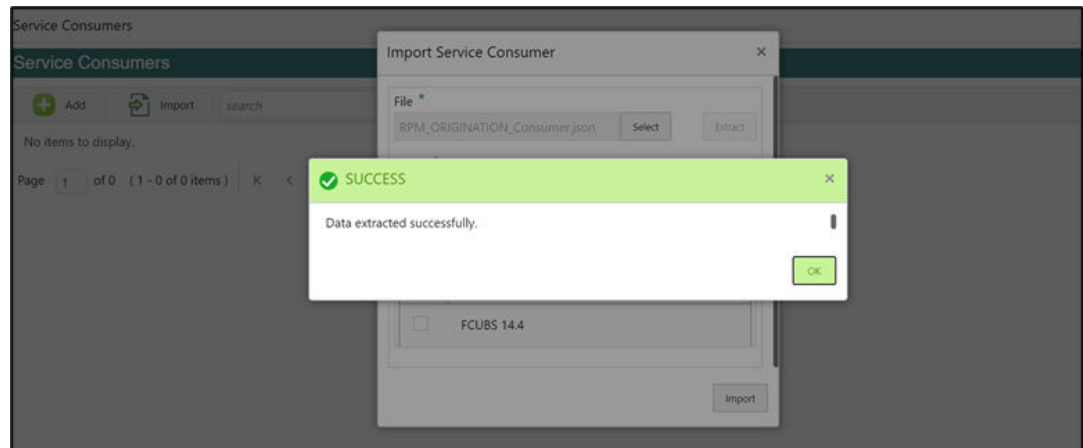 Service Consumers
Service Consumers
Add Import search
No items to display.
Page 1 of 0 (1 - 0 of 0 items) K <
Import Service Consumer ×
File *
RPM_ORIGINATION_Consumer.json Select Extract
SUCCESS ×
Data extracted successfully.
OK
FCUBS 14.4
Import